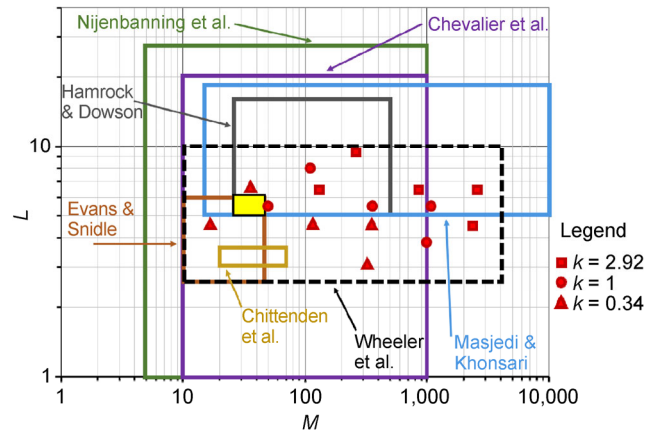 Nijenbanning et al.
Chevalier et al.
Hamrock
& Dowson
10
L
Evans &
Snidle
Legend
k = 2.92
k = 1
k = 0.34
Chittenden
et al.
Wheeler
et al.
Masjedi &
Khonsari
1
1
10
100
1,000
10,000
M